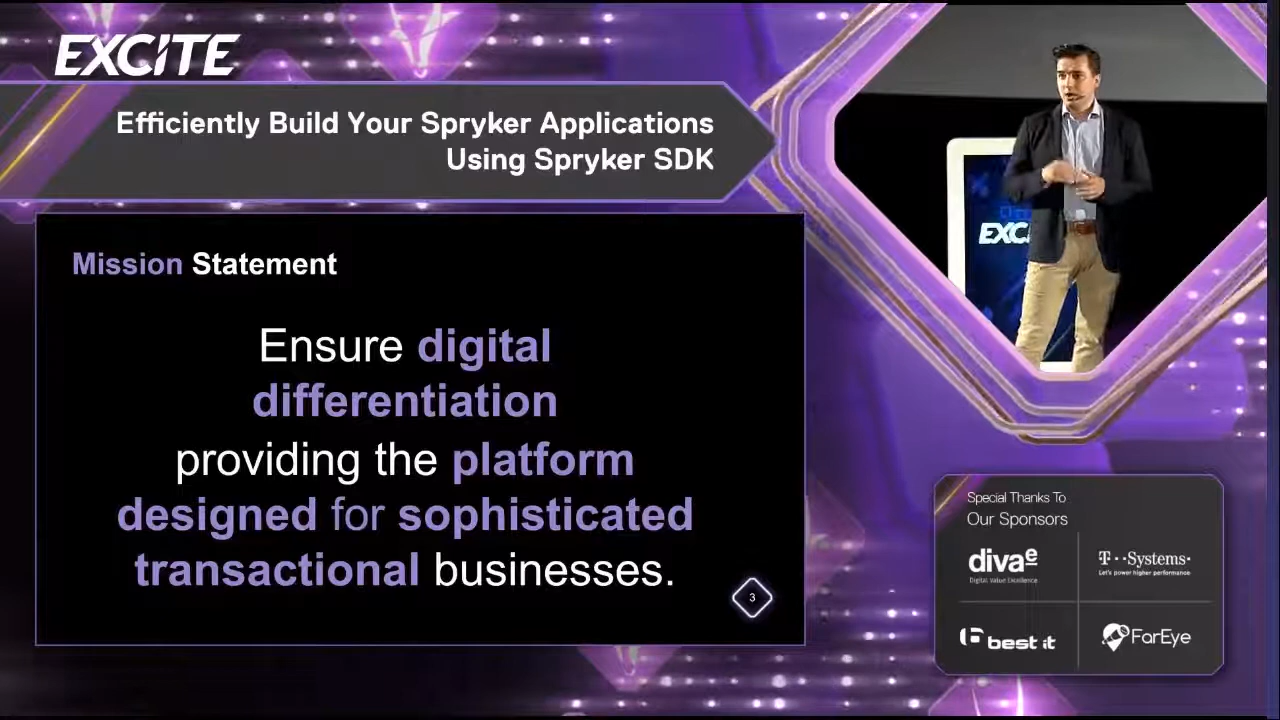 EXCITE
Efficiently Build Your Spryker Applications
Using Spryker SDK
Mission Statement
Ensure digital
differentiation
providing the platform
designed for sophisticated
transactional businesses.
3
EXC
Special Thanks To
Our Sponsors
divae
Digital Value Excellence
T··Systems·
Let's power higher performance
best it
FarEye